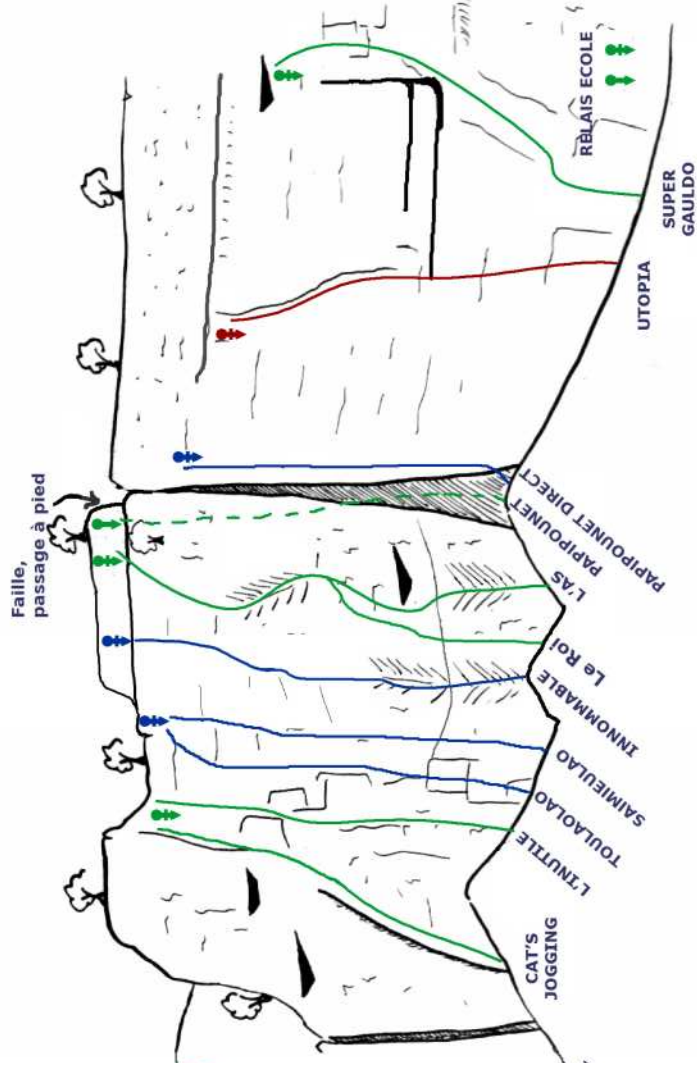 Faille,
passage à pied
CAT'S
JOGGING
L'INUTILE
TOULAOLAO
SAIMIEULAO
INNOMMABLE
Le Roi
L'AS
PAPIPOUNET
PAPIPOUNET DIRECT
UTOPIA
SUPER
GAULDO
RELAIS ECOLE